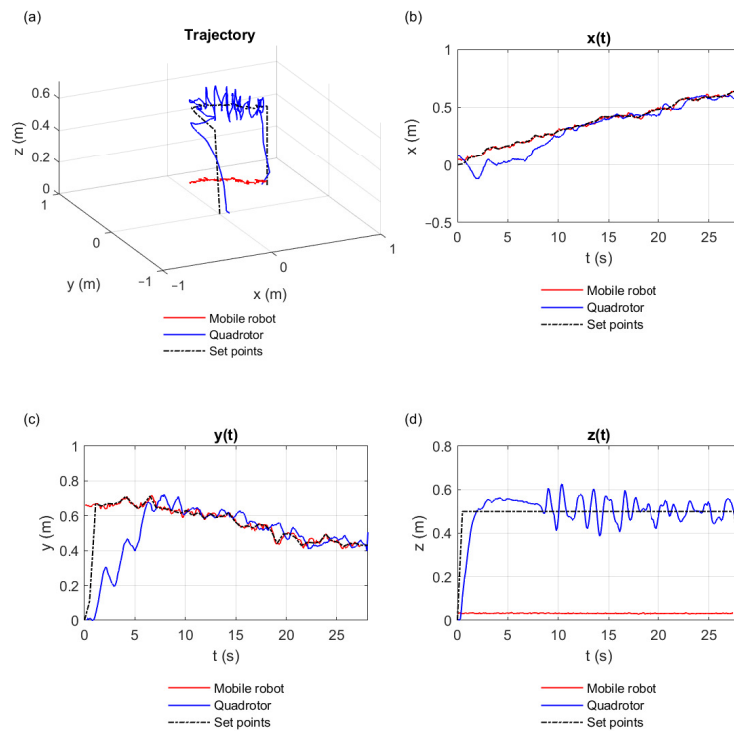 (a)
Trajectory
z (m)
0.6
0.4
0.2
0
1
0
−1
y (m)
−1
0
1
x (m)
Mobile robot
Quadrotor
Set points
(b)
x(t)
x (m)
1
0.5
0
−0.5
0 5 10 15 20 25
t (s)
Mobile robot
Quadrotor
Set points
(c)
y(t)
y (m)
1
0.8
0.6
0.4
0.2
0
0 5 10 15 20 25
t (s)
Mobile robot
Quadrotor
Set points
(d)
z(t)
z (m)
0.8
0.6
0.4
0.2
0
0 5 10 15 20 25
t (s)
Mobile robot
Quadrotor
Set points